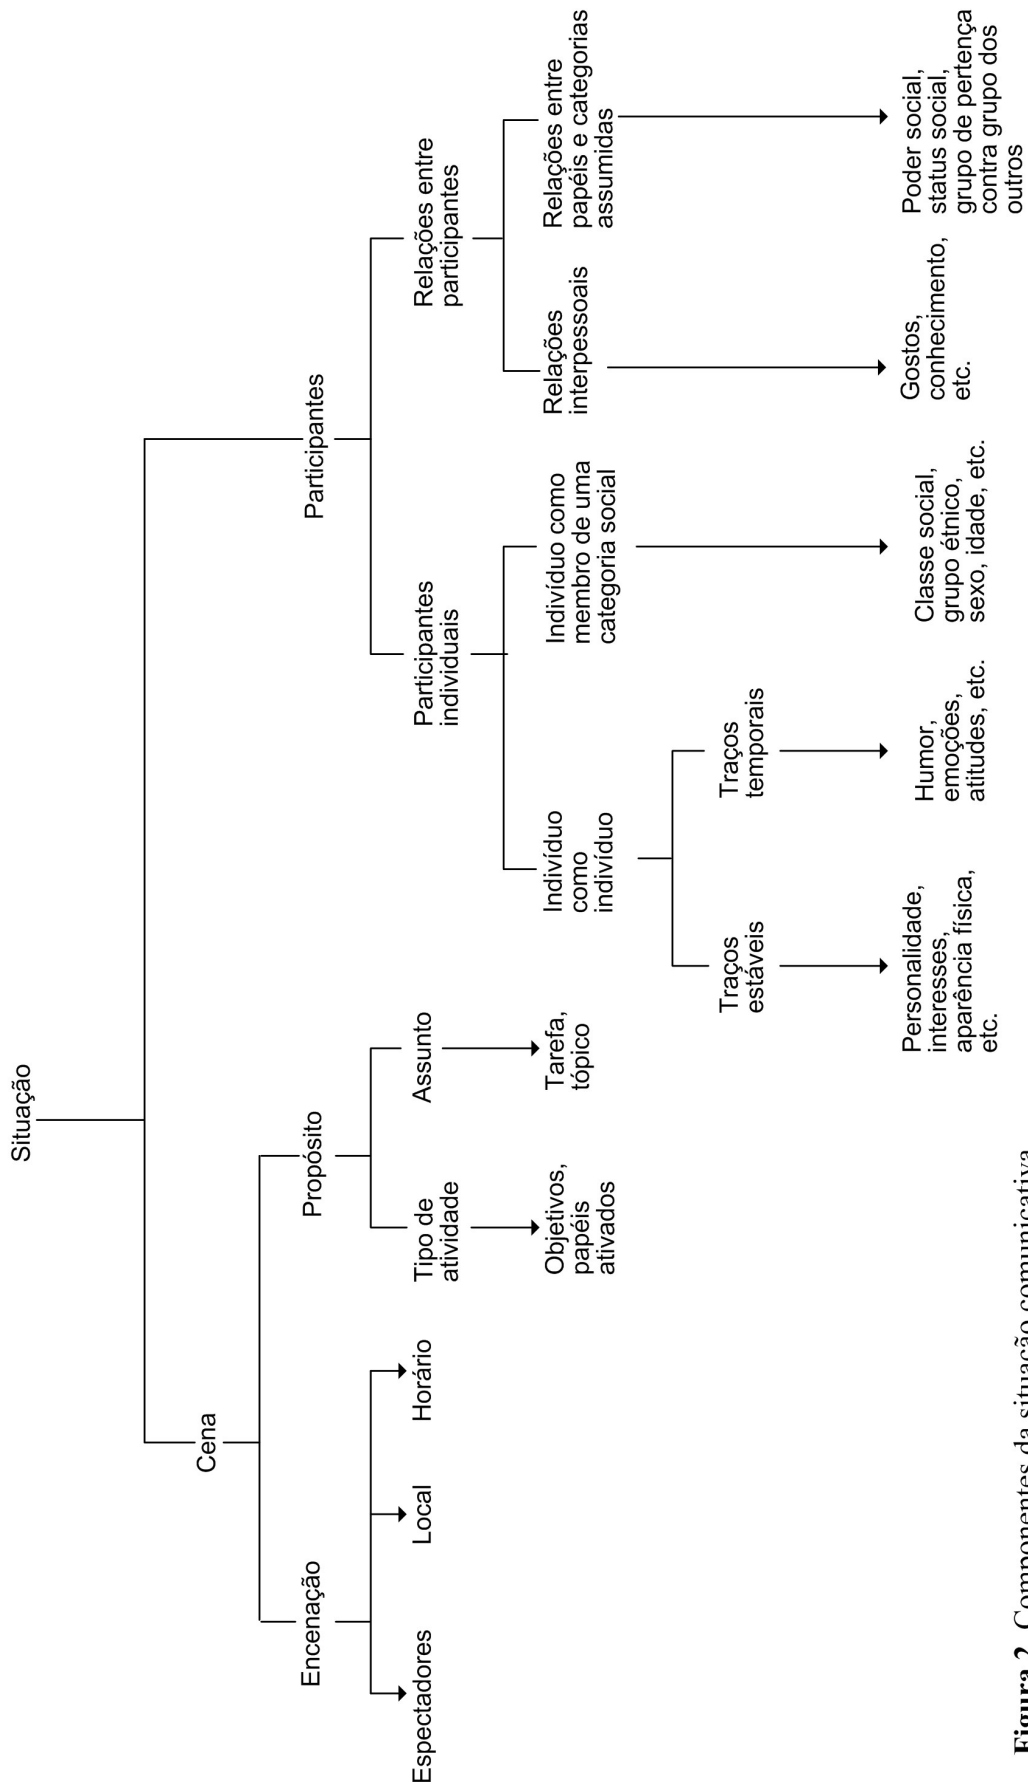 Situação
Cena
Participantes
Encenação
Propósito
Participantes
individuais
Relações entre
participantes
Espectadores
Local
Horário
Tipo de
atividade
Assunto
Objetivos,
papéis
ativados
Tarefa,
tópico
Indivíduo
como
indivíduo
Indivíduo como
membro de uma
categoria social
Relações
interpessoais
Relações entre
papéis e categorias
assumidas
Traços
estáveis
Traços
temporais
Personalidade,
interesses,
aparência física,
etc.
Humor,
emoções,
atitudes, etc.
Classe social,
grupo étnico,
sexo, idade, etc.
Gostos,
conhecimento,
etc.
Poder social,
status social,
grupo de pertença
contra grupo dos
outros
Figura 2. Componentes da situação comunicativa